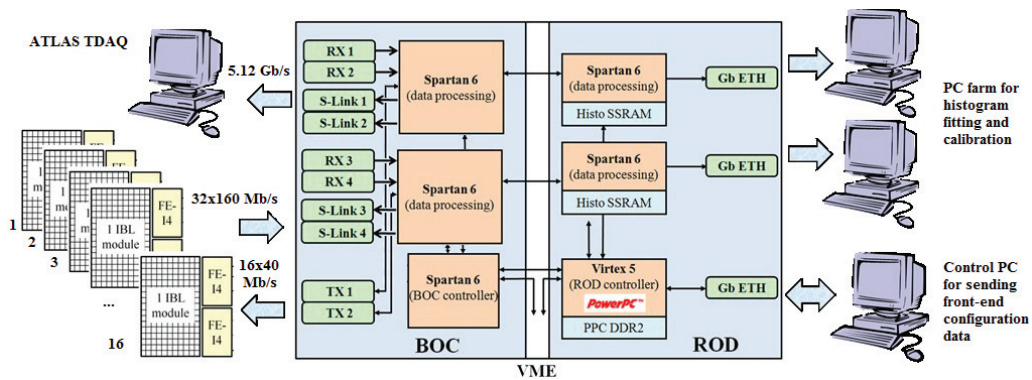 ATLAS TDAQ
5.12 Gb/s
1 IBL
module
FE-
I4
1
2
3
...
16
1 IBL
module
FE-
I4
FE-
I4
32x160 Mb/s
16x40
Mb/s
RX 1
RX 2
S-Link 1
S-Link 2
RX 3
RX 4
S-Link 3
S-Link 4
TX 1
TX 2
Spartan 6
(data processing)
Spartan 6
(data processing)
Spartan 6
(BOC controller)
BOC
VME
Spartan 6
(data processing)
Histo SSRAM
Spartan 6
(data processing)
Histo SSRAM
Virtex 5
(ROD controller)
PowerPC™
PPC DDR2
ROD
Gb ETH
Gb ETH
Gb ETH
PC farm for
histogram
fitting and
calibration
Control PC
for sending
front-end
configuration
data